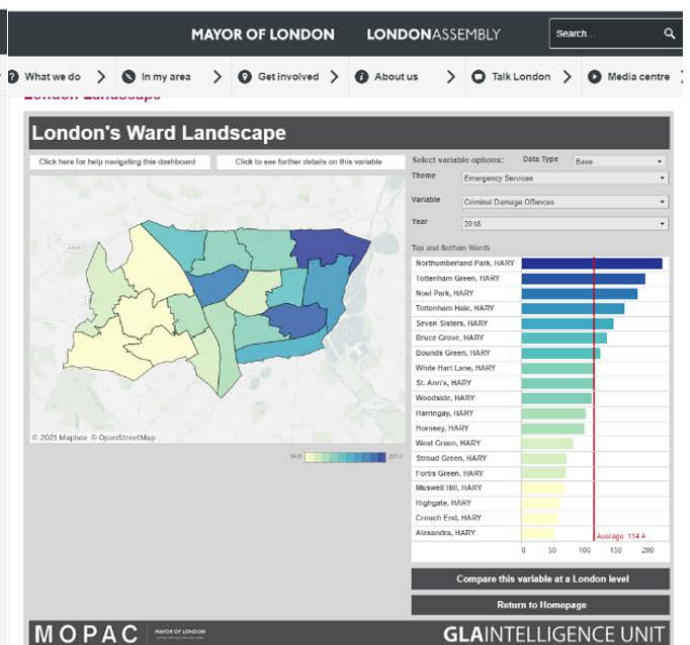 MAYOR OF LONDON LONDONASSEMBLY Search...
What we do In my area Get involved About us Talk London Media centre
London Landscape
London's Ward Landscape
Click here for help navigating this dashboard Click to see further details on this variable
Select variable options: Data Type Base
Theme Emergency Services
Variable Criminal Damage Offences
Year 2018
Top and Bottom Wards
Northumberland Park, HARY
Tottenham Green, HARY
Noel Park, HARY
Tottenham Hale, HARY
Seven Sisters, HARY
Bruce Grove, HARY
Bounds Green, HARY
White Hart Lane, HARY
St. Ann's, HARY
Woodside, HARY
Harringay, HARY
Hornsey, HARY
West Green, HARY
Stroud Green, HARY
Fortis Green, HARY
Muswell Hill, HARY
Highgate, HARY
Crouch End, HARY
Alexandra, HARY
Average: 114.4
0 50 100 150 200
© 2021 Mapbox © OpenStreetMap
Compare this variable at a London level
Return to Homepage
MOPAC MAYOR OF LONDON
GLAINTELLIGENCE UNIT